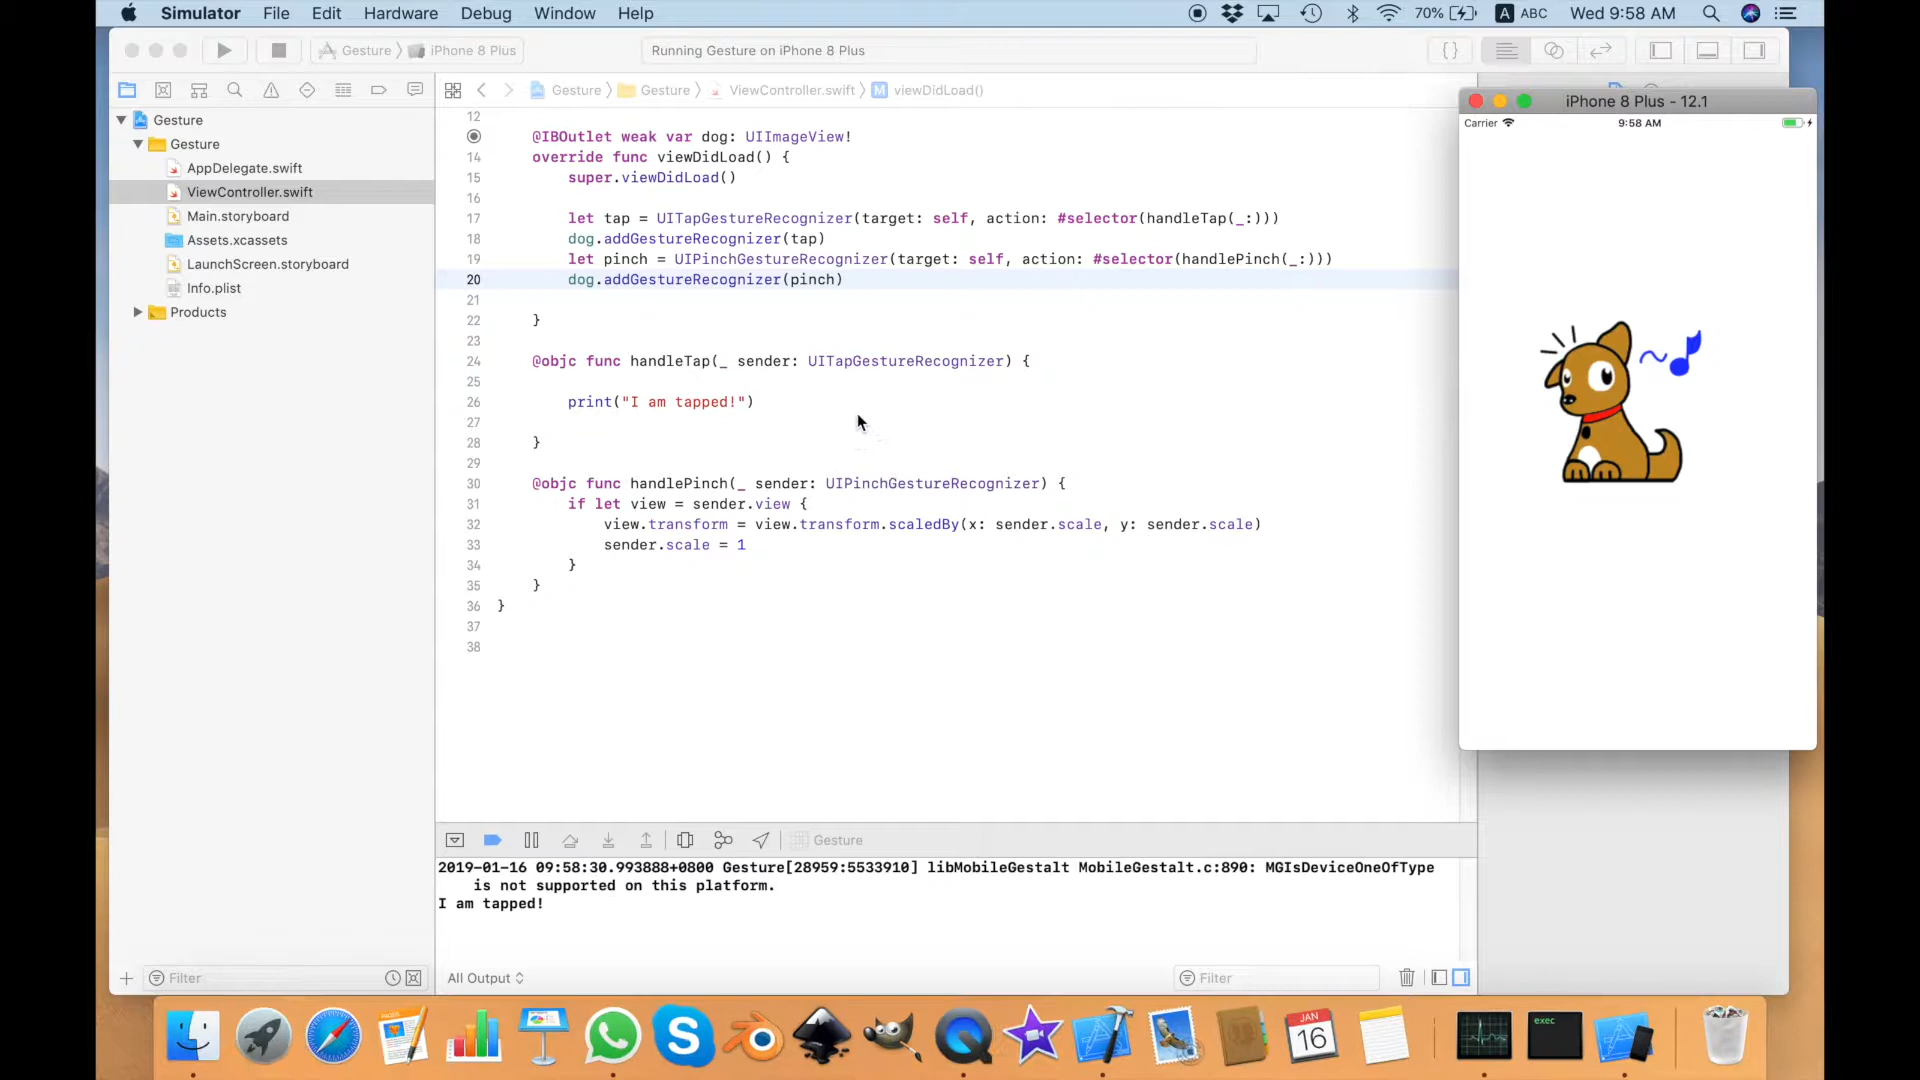 Simulator File Edit Hardware Debug Window Help 70% A ABC Wed 9:58 AM
Gesture iPhone 8 Plus
Running Gesture on iPhone 8 Plus
{ }
Gesture Gesture ViewController.swift M viewDidLoad()
Gesture
Gesture
AppDelegate.swift
ViewController.swift
Main.storyboard
Assets.xcassets
LaunchScreen.storyboard
Info.plist
Products
12
@IBOutlet weak var dog: UIImageView!
14 override func viewDidLoad() {
15 super.viewDidLoad()
16
17 let tap = UITapGestureRecognizer(target: self, action: #selector(handleTap(_:)))
18 dog.addGestureRecognizer(tap)
19 let pinch = UIPinchGestureRecognizer(target: self, action: #selector(handlePinch(_:)))
20 dog.addGestureRecognizer(pinch)
21
22 }
23
24 @objc func handleTap(_ sender: UITapGestureRecognizer) {
25
26 print("I am tapped!")
27
28 }
29
30 @objc func handlePinch(_ sender: UIPinchGestureRecognizer) {
31 if let view = sender.view {
32 view.transform = view.transform.scaledBy(x: sender.scale, y: sender.scale)
33 sender.scale = 1
34 }
35 }
36 }
37
38
iPhone 8 Plus - 12.1
Carrier 9:58 AM
Gesture
2019-01-16 09:58:30.993888+0800 Gesture[28959:5533910] libMobileGestalt MobileGestalt.c:890: MGIsDeviceOneOfType
is not supported on this platform.
I am tapped!
Filter
All Output
Filter
PAGES
S
JAN
16
exec